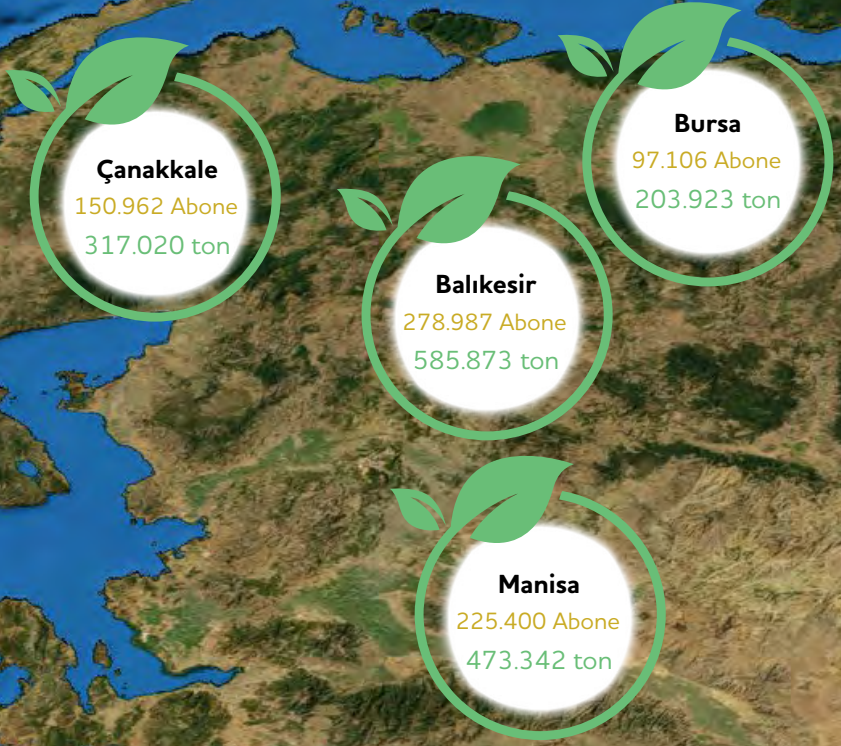 Çanakkale
150.962 Abone
317.020 ton
Bursa
97.106 Abone
203.923 ton
Balıkesir
278.987 Abone
585.873 ton
Manisa
225.400 Abone
473.342 ton